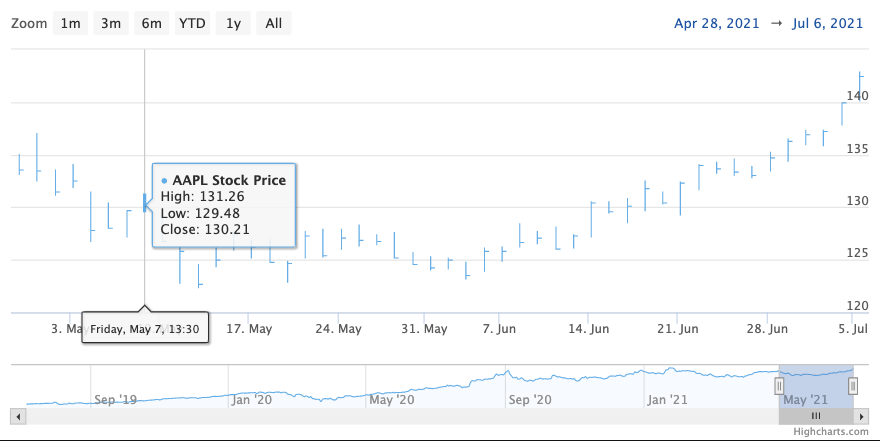 Zoom 1m 3m 6m YTD 1y All Apr 28, 2021 → Jul 6, 2021
140
135
130
125
120
AAPL Stock Price
High: 131.26
Low: 129.48
Close: 130.21
3. May 17. May 24. May 31. May 7. Jun 14. Jun 21. Jun 28. Jun 5. Jul
Friday, May 7, 13:30
Sep '19 Jan '20 May '20 Sep '20 Jan '21 May '21
Highcharts.com